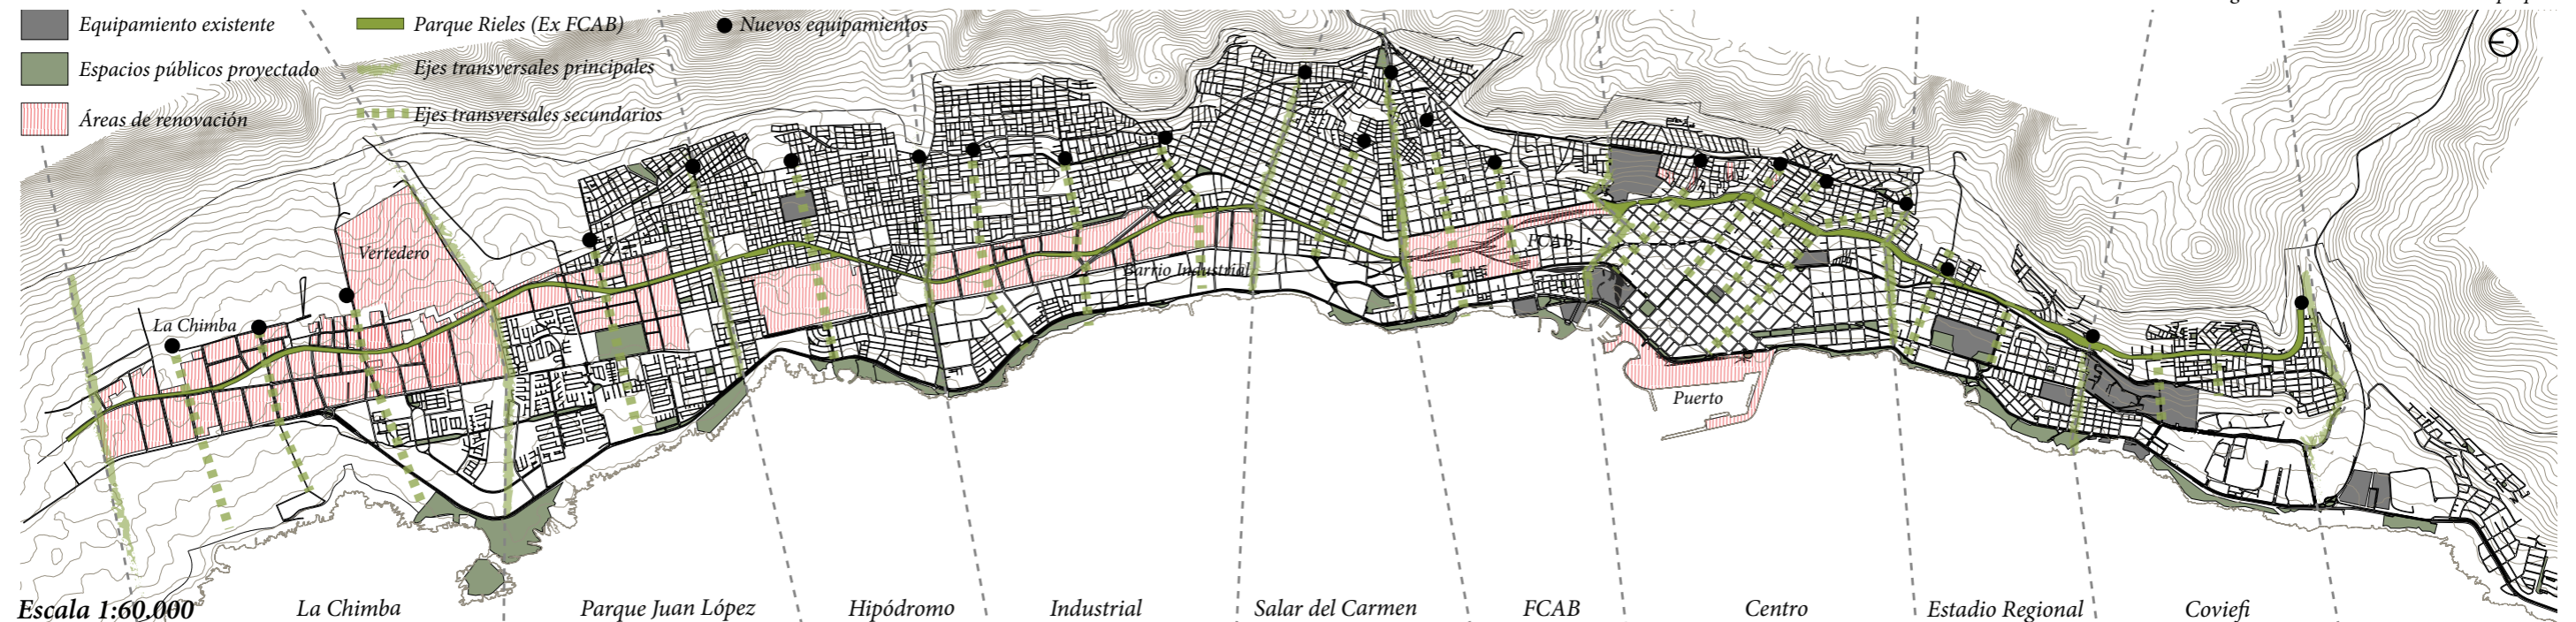 Equipamiento existente
Parque Rieles (Ex FCAB)
Nuevos equipamientos
Espacios públicos proyectado
Ejes transversales principales
Áreas de renovación
Ejes transversales secundarios
Vertedero
La Chimba
Barrio Industrial
FCAB
Puerto
Escala 1:60.000
La Chimba
Parque Juan López
Hipódromo
Industrial
Salar del Carmen
FCAB
Centro
Estadio Regional
Coviefi